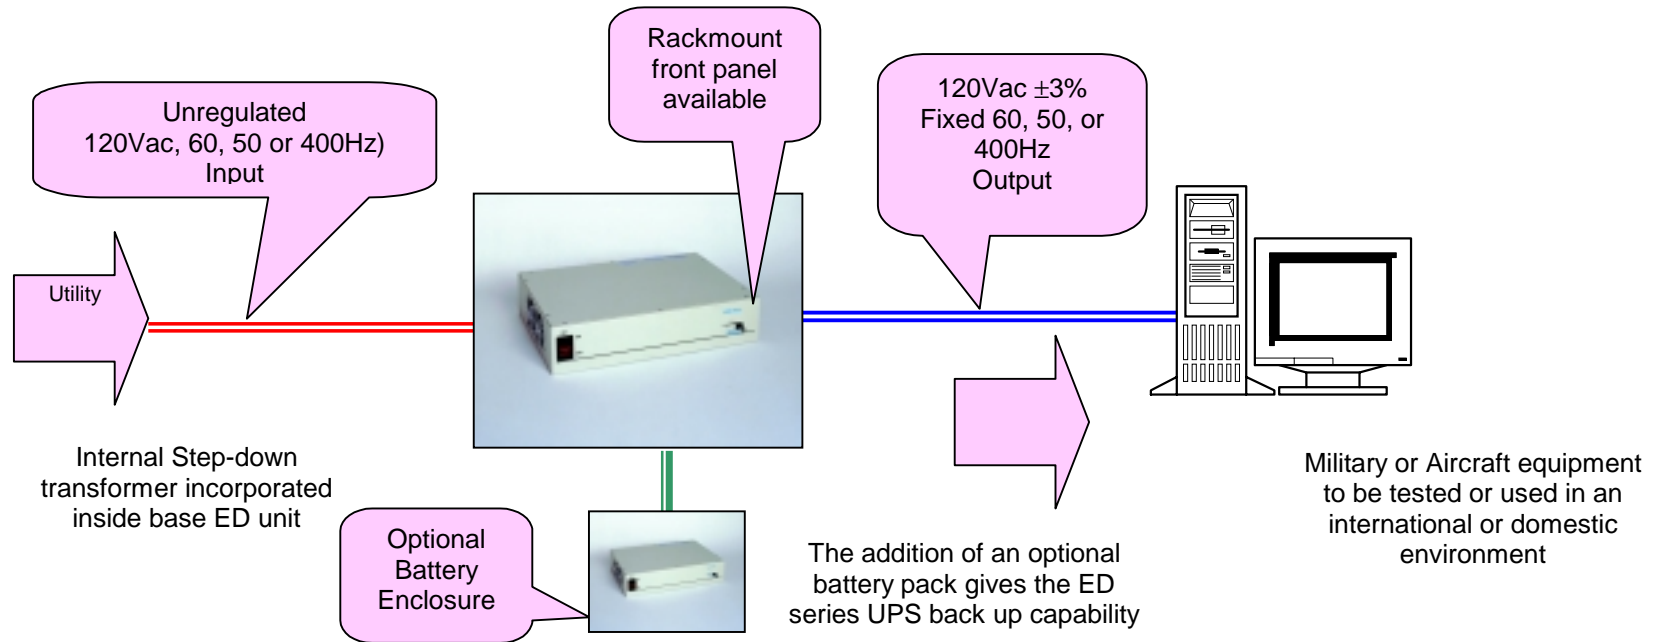 Unregulated
120Vac, 60, 50 or 400Hz)
Input
Rackmount
front panel
available
120Vac ±3%
Fixed 60, 50, or
400Hz
Output
Utility
Internal Step-down
transformer incorporated
inside base ED unit
Optional
Battery
Enclosure
The addition of an optional
battery pack gives the ED
series UPS back up capability
Military or Aircraft equipment
to be tested or used in an
international or domestic
environment